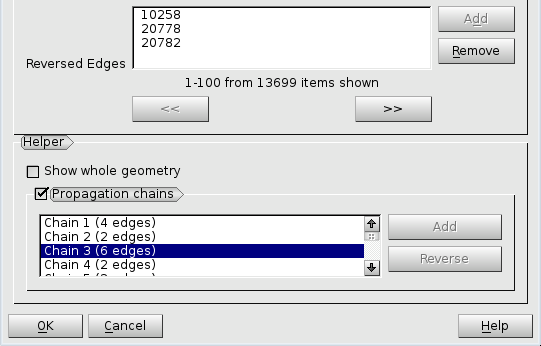 10258
Add
20778
20782
Remove
Reversed Edges
1-100 from 13699 items shown
<<
>>
Helper
Show whole geometry
Propagation chains
Chain 1 (4 edges)
Chain 2 (2 edges)
Add
Chain 3 (6 edges)
Chain 4 (2 edges)
Reverse
OK
Cancel
Help